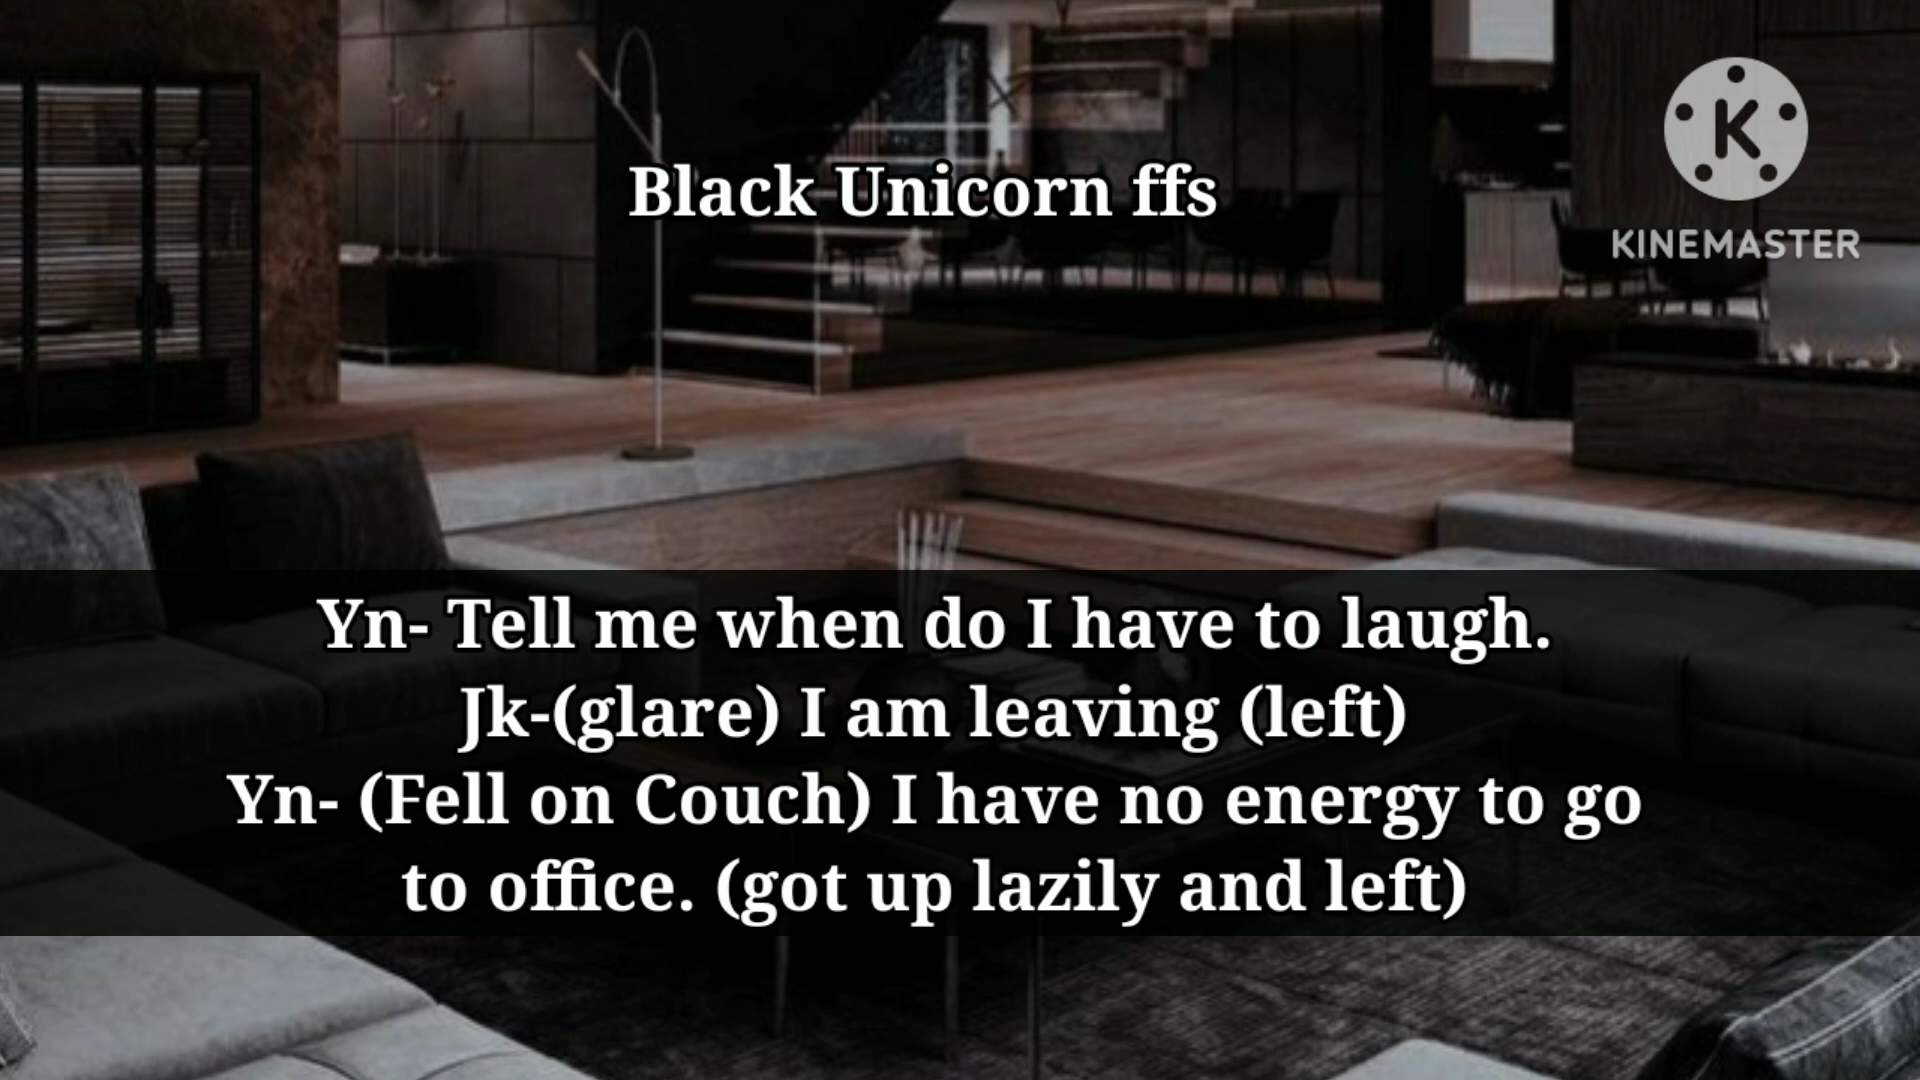 Black Unicorn ffs
K
KINEMASTER
Yn- Tell me when do I have to laugh.
Jk-(glare) I am leaving (left)
Yn- (Fell on Couch) I have no energy to go
to office. (got up lazily and left)